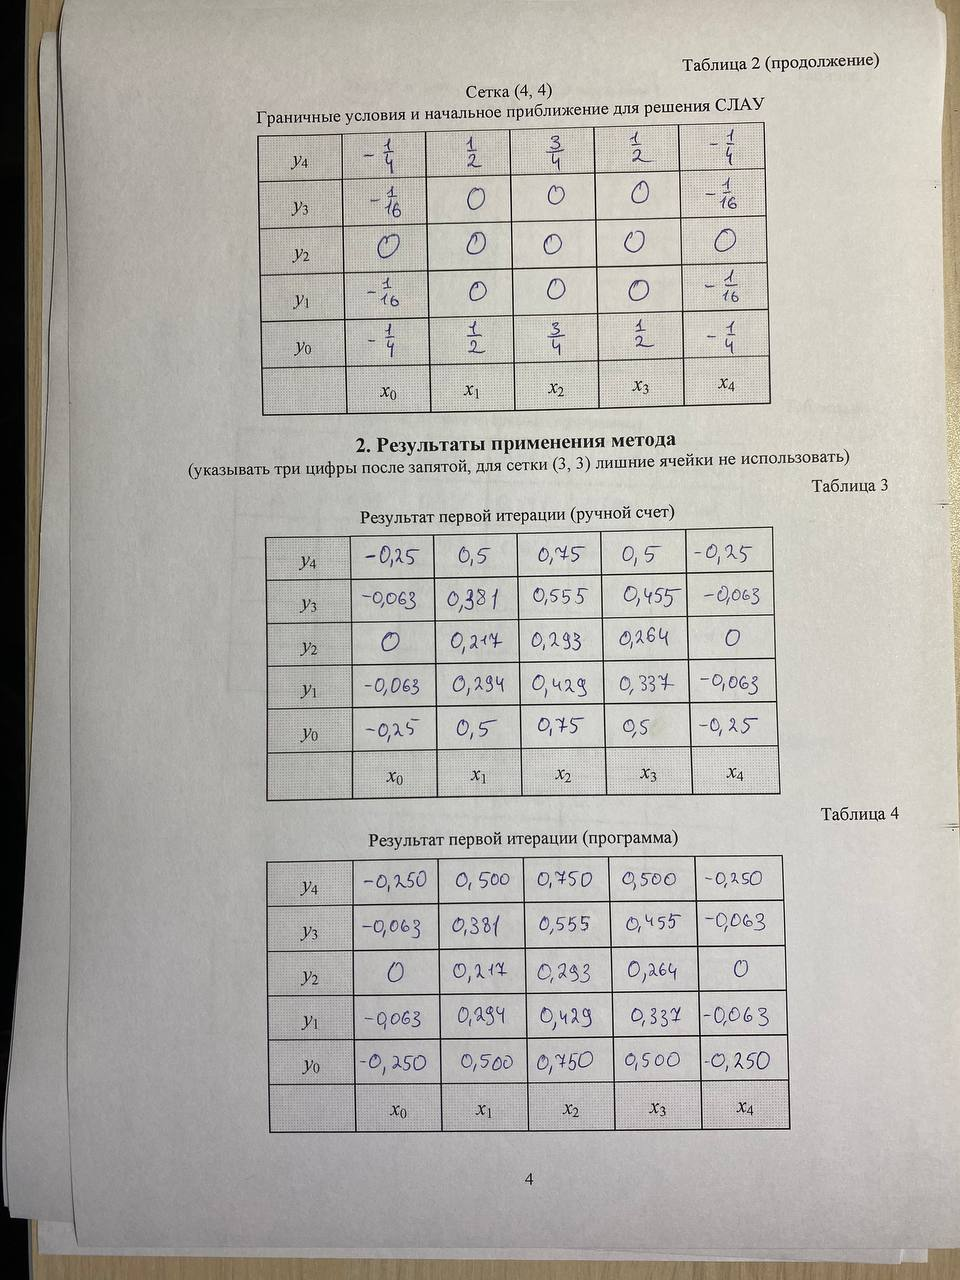 Таблица 2 (продолжение)
Сетка (4, 4)
Граничные условия и начальное приближение для решения СЛАУ
y4 -1/4 1/2 3/4 1/2 -1/4
y3 -1/16 0 0 0 -1/16
y2 0 0 0 0 0
y1 -1/16 0 0 0 -1/16
y0 -1/4 1/2 3/4 1/2 -1/4
x0 x1 x2 x3 x4
2. Результаты применения метода
(указывать три цифры после запятой, для сетки (3, 3) лишние ячейки не использовать)
Таблица 3
Результат первой итерации (ручной счет)
y4 -0,25 0,5 0,75 0,5 -0,25
y3 -0,063 0,381 0,555 0,455 -0,063
y2 0 0,217 0,293 0,264 0
y1 -0,063 0,294 0,429 0,337 -0,063
y0 -0,25 0,5 0,75 0,5 -0,25
x0 x1 x2 x3 x4
Таблица 4
Результат первой итерации (программа)
y4 -0,250 0,500 0,750 0,500 -0,250
y3 -0,063 0,381 0,555 0,455 -0,063
y2 0 0,217 0,293 0,264 0
y1 -0,063 0,294 0,429 0,337 -0,063
y0 -0,250 0,500 0,750 0,500 -0,250
x0 x1 x2 x3 x4
4